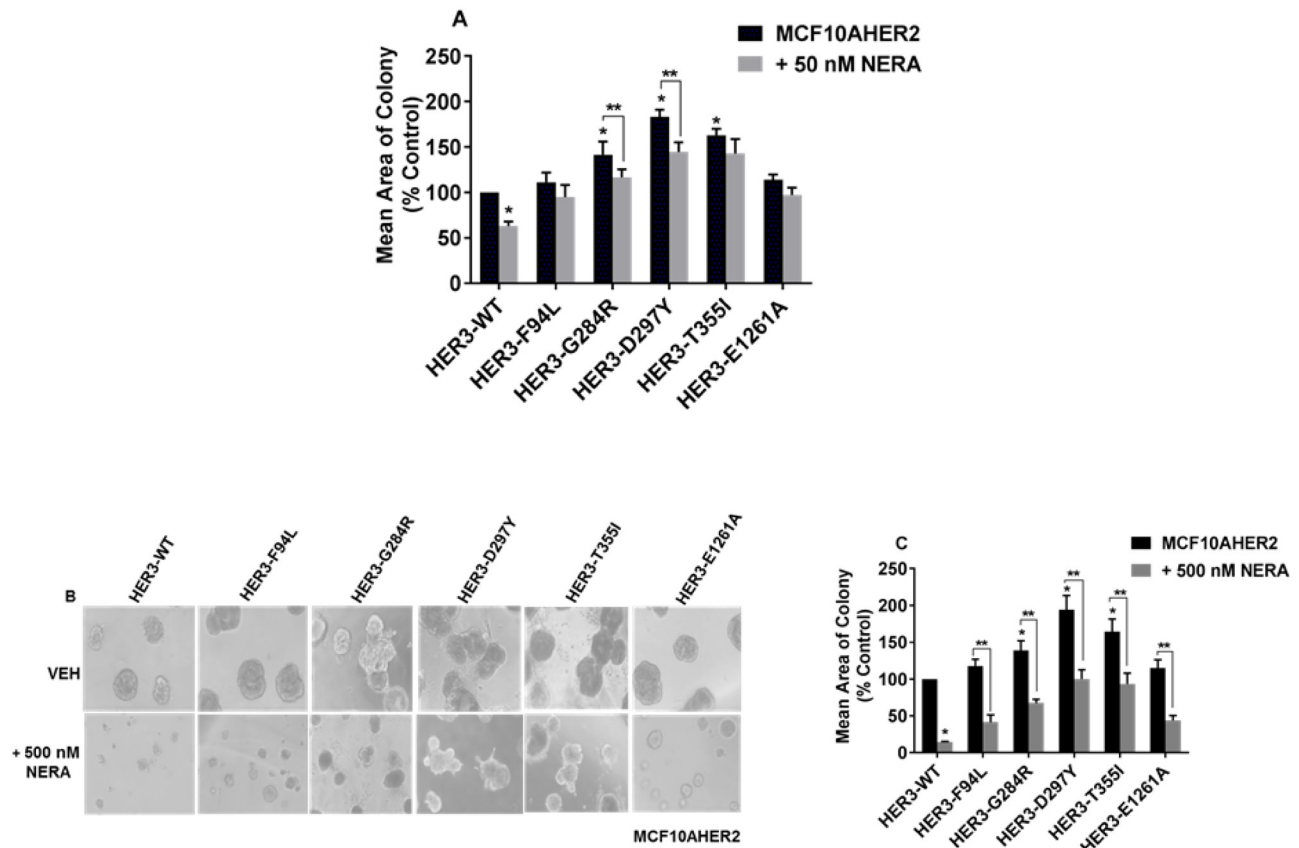 A
MCF10AHER2
+ 50 nM NERA
Mean Area of Colony
(% Control)
250
200
150
100
50
0
*
*
**
*
**
*
HER3-WT
HER3-F94L
HER3-G284R
HER3-D297Y
HER3-T355I
HER3-E1261A
B
HER3-WT
HER3-F94L
HER3-G284R
HER3-D297Y
HER3-T355I
HER3-E1261A
VEH
+ 500 nM
NERA
MCF10AHER2
C
MCF10AHER2
+ 500 nM NERA
Mean Area of Colony
(% Control)
250
200
150
100
50
0
*
**
*
**
*
**
*
**
**
HER3-WT
HER3-F94L
HER3-G284R
HER3-D297Y
HER3-T355I
HER3-E1261A